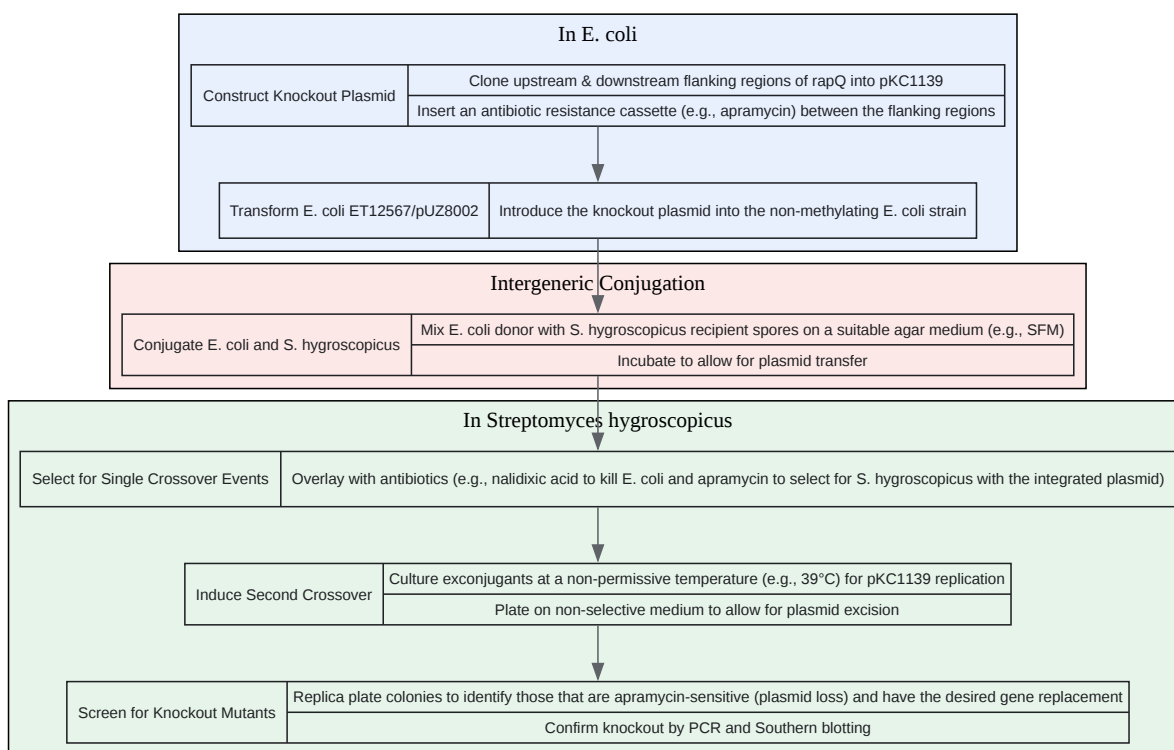 In E. coli
Construct Knockout Plasmid
Clone upstream & downstream flanking regions of rapQ into pKC1139
Insert an antibiotic resistance cassette (e.g., apramycin) between the flanking regions
Transform E. coli ET12567/pUZ8002
Introduce the knockout plasmid into the non-methylating E. coli strain
Intergeneric Conjugation
Conjugate E. coli and S. hygroscopicus
Mix E. coli donor with S. hygroscopicus recipient spores on a suitable agar medium (e.g., SFM)
Incubate to allow for plasmid transfer
In Streptomyces hygroscopicus
Select for Single Crossover Events
Overlay with antibiotics (e.g., nalidixic acid to kill E. coli and apramycin to select for S. hygroscopicus with the integrated plasmid)
Induce Second Crossover
Culture exconjugants at a non-permissive temperature (e.g., 39°C) for pKC1139 replication
Plate on non-selective medium to allow for plasmid excision
Screen for Knockout Mutants
Replica plate colonies to identify those that are apramycin-sensitive (plasmid loss) and have the desired gene replacement
Confirm knockout by PCR and Southern blotting